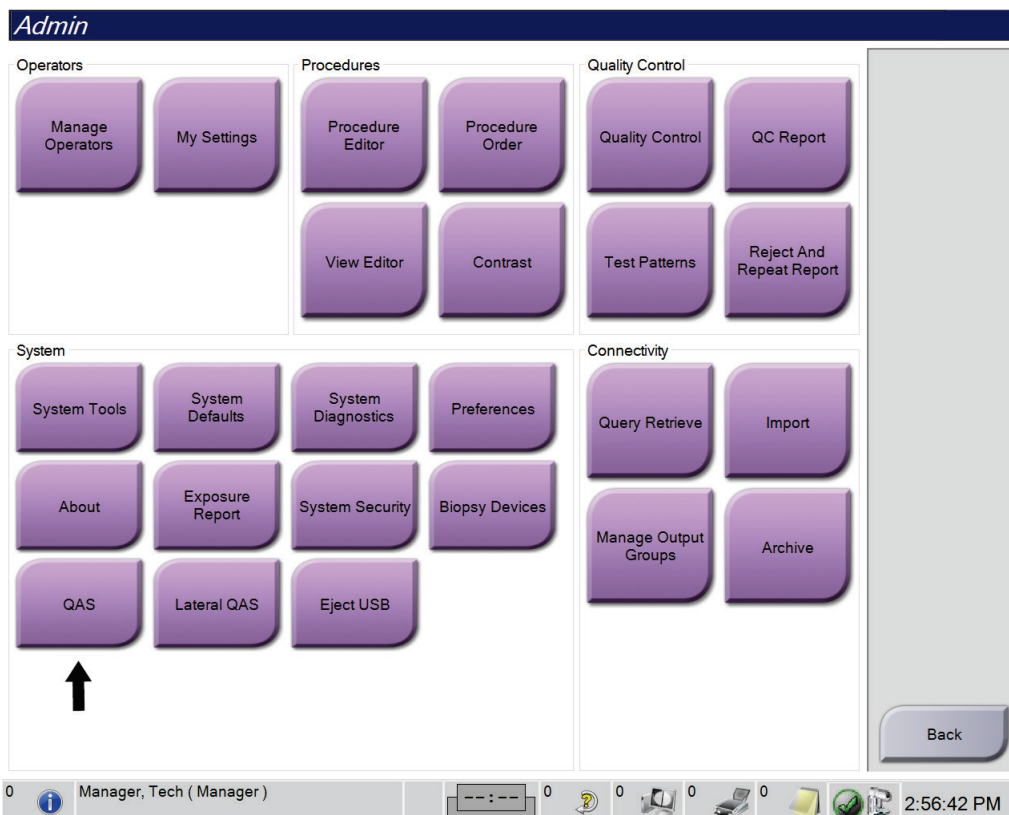 Admin
Operators
Manage
Operators
My Settings
Procedures
Procedure
Editor
Procedure
Order
View Editor
Contrast
Quality Control
Quality Control
QC Report
Test Patterns
Reject And
Repeat Report
System
System Tools
System
Defaults
System
Diagnostics
Preferences
About
Exposure
Report
System Security
Biopsy Devices
QAS
Lateral QAS
Eject USB
Connectivity
Query Retrieve
Import
Manage Output
Groups
Archive
Back
0
Manager, Tech ( Manager )
--:--
0
0
0
0
2:56:42 PM